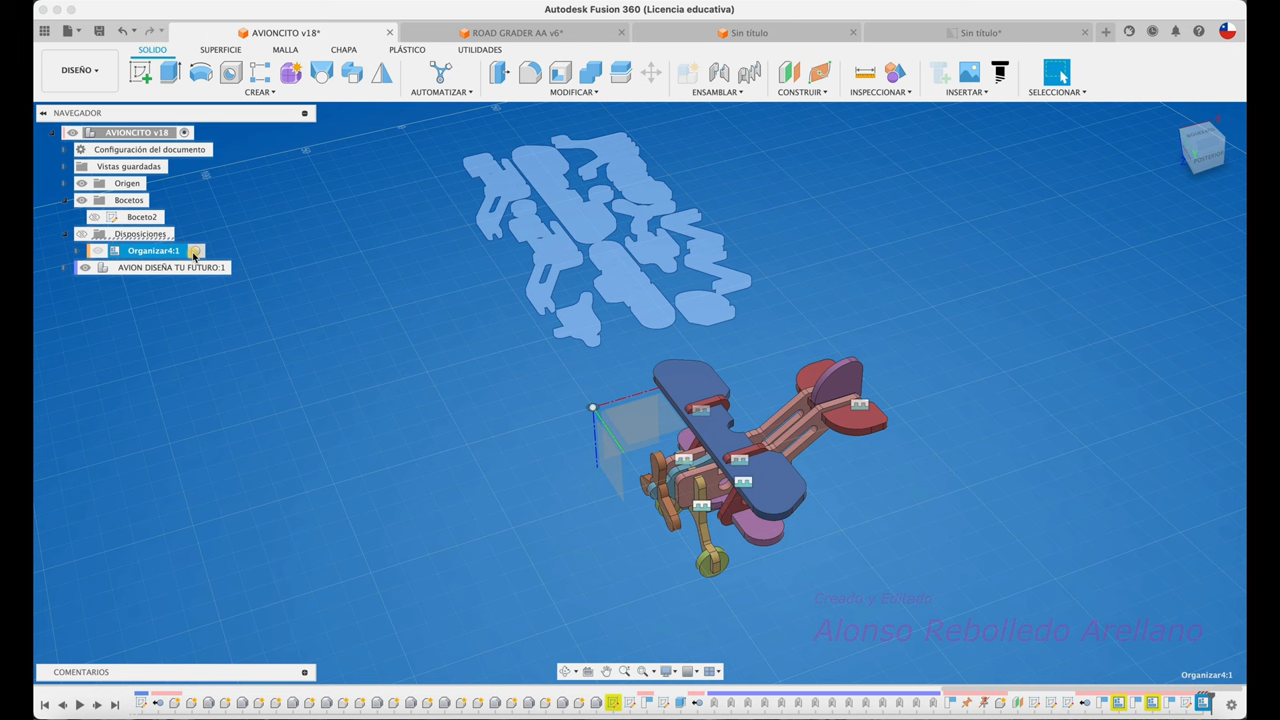 Autodesk Fusion 360 (Licencia educativa)
AVIONCITO v18*
ROAD GRADER AA v6*
Sin título
Sin título*
SÓLIDO
SUPERFICIE
MALLA
CHAPA
PLÁSTICO
UTILIDADES
DISEÑO
CREAR
AUTOMATIZAR
MODIFICAR
ENSAMBLAR
CONSTRUIR
INSPECCIONAR
INSERTAR
SELECCIONAR
NAVEGADOR
AVIONCITO v18
Configuración del documento
Vistas guardadas
Origen
Bocetos
Boceto2
Disposiciones
Organizar4:1
AVION DISEÑA TU FUTURO:1
POSTERIOR
Creado y Editado
Alonso Rebolledo Arellano
COMENTARIOS
Organizar4:1